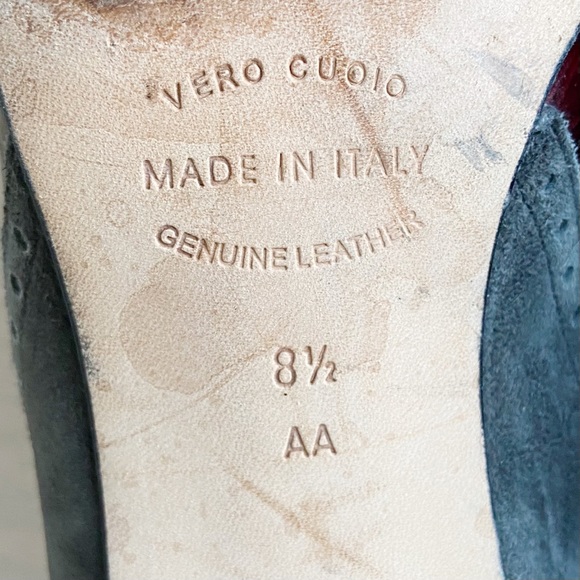 VERO CUOIO
MADE IN ITALY
GENUINE LEATHER
8½
AA